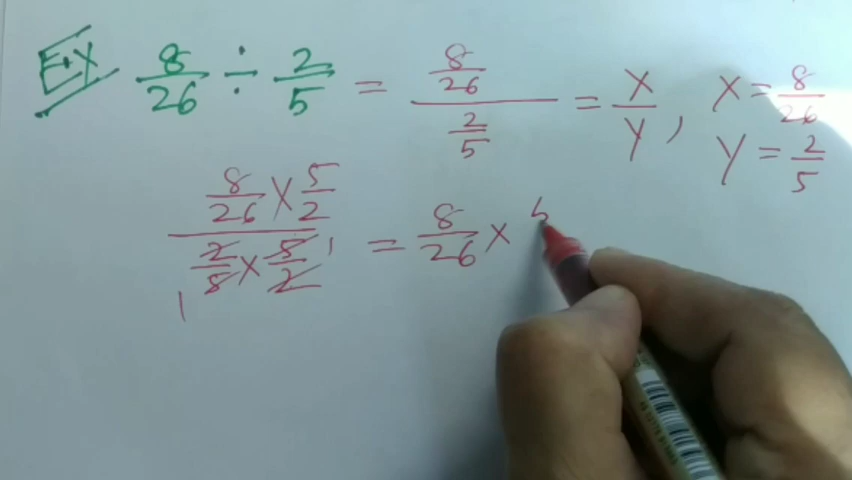 Ex 8/26 ÷ 2/5 = (8/26)/(2/5) = x/y, x = 8/26
y = 2/5
(8/26 × 5/2)/(2/5 × 5/2) 1 = 8/26 × 5
1